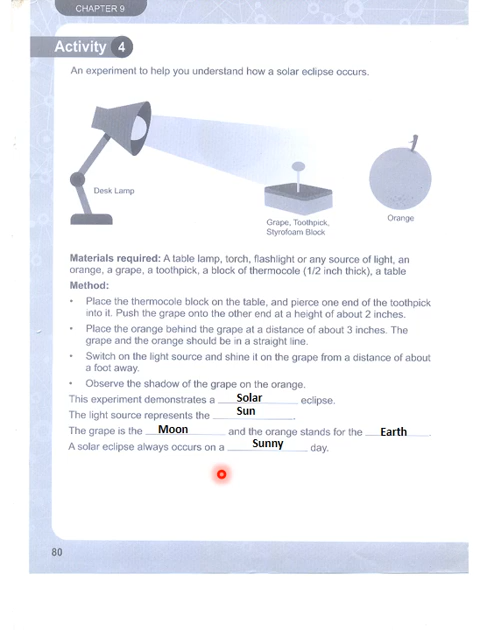 CHAPTER 9
Activity 4
An experiment to help you understand how a solar eclipse occurs.
Desk Lamp
Grape, Toothpick,
Styrofoam Block
Orange
Materials required: A table lamp, torch, flashlight or any source of light, an
orange, a grape, a toothpick, a block of thermocole (1/2 inch thick), a table
Method:
• Place the thermocole block on the table, and pierce one end of the toothpick
into it. Push the grape onto the other end at a height of about 2 inches.
• Place the orange behind the grape at a distance of about 3 inches. The
grape and the orange should be in a straight line.
• Switch on the light source and shine it on the grape from a distance of about
a foot away.
• Observe the shadow of the grape on the orange.
This experiment demonstrates a Solar eclipse.
The light source represents the Sun.
The grape is the Moon and the orange stands for the Earth.
A solar eclipse always occurs on a Sunny day.
80